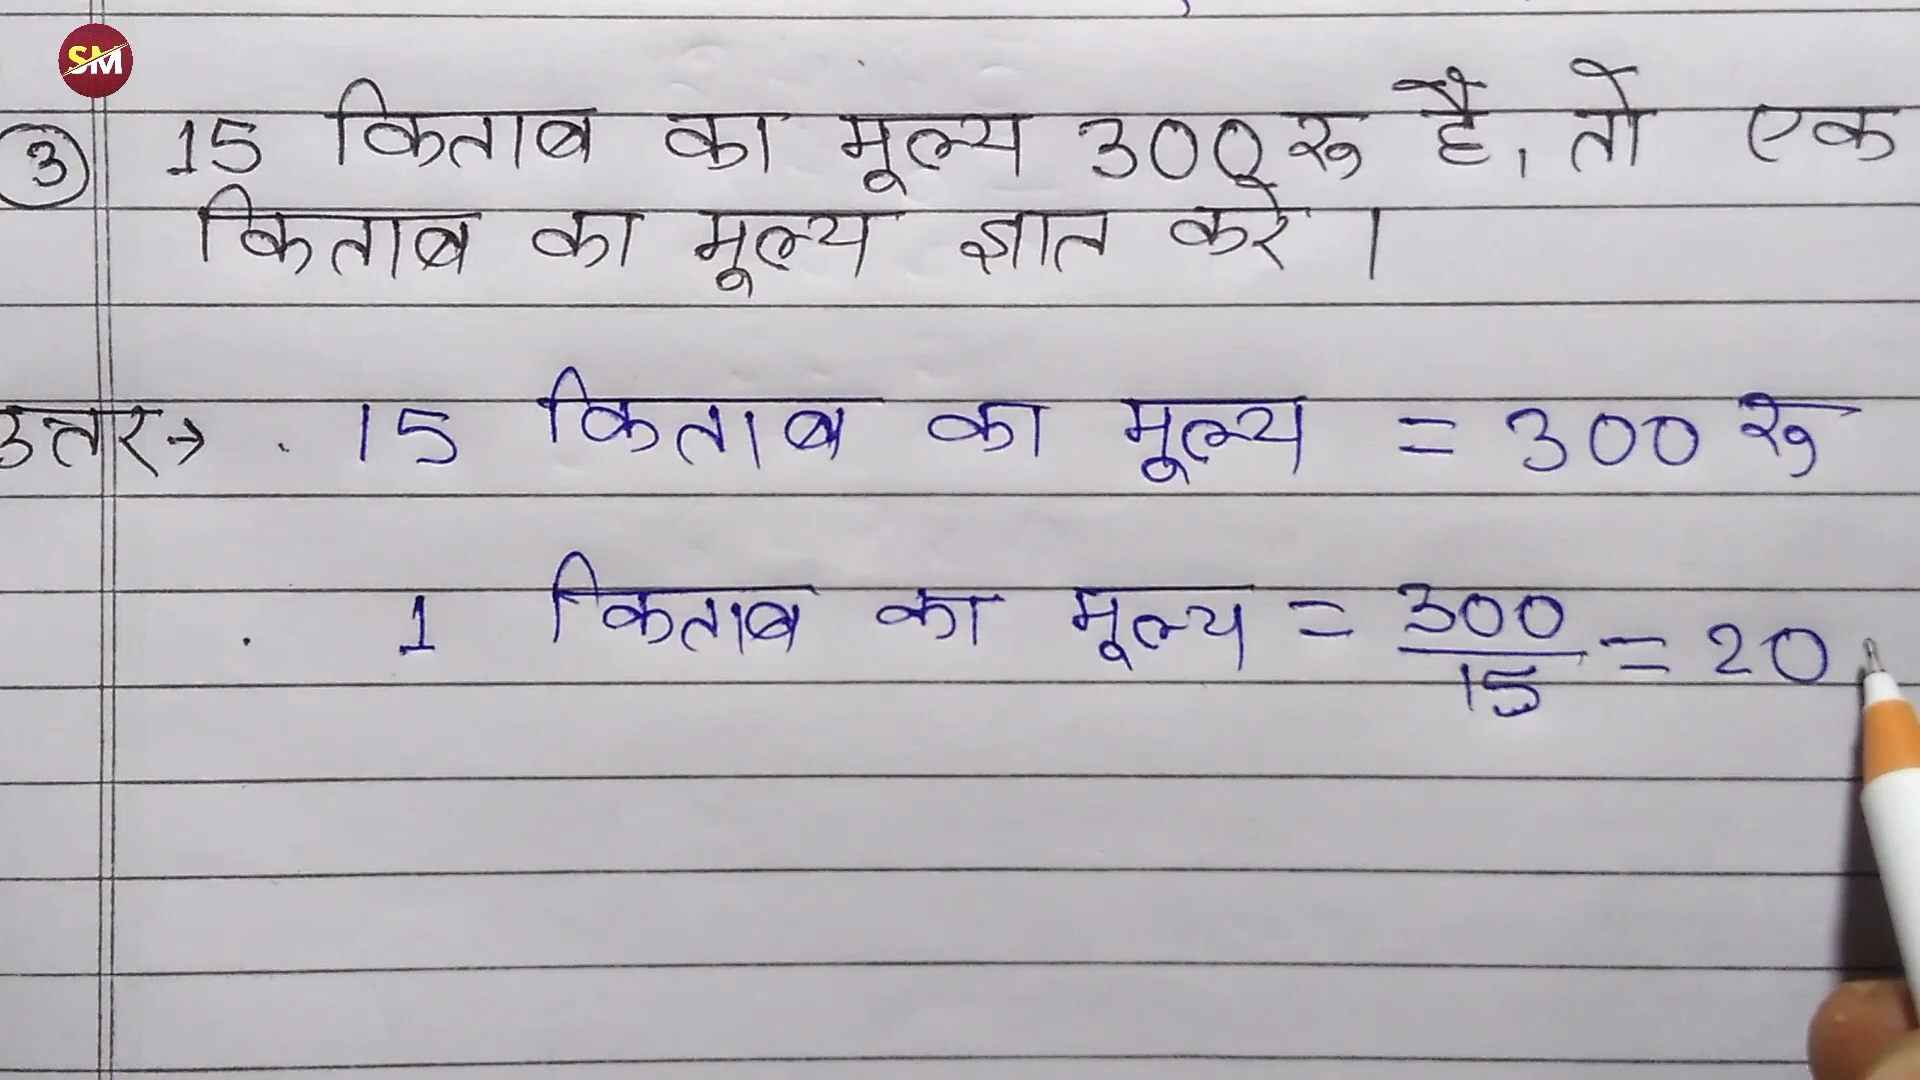 SM
③ 15 किताब का मूल्य 300 रू है, तो एक
किताब का मूल्य ज्ञात करे ।
उत्तर→ . 15 किताब का मूल्य = 300 रू
. 1 किताब का मूल्य = 300/15 = 20